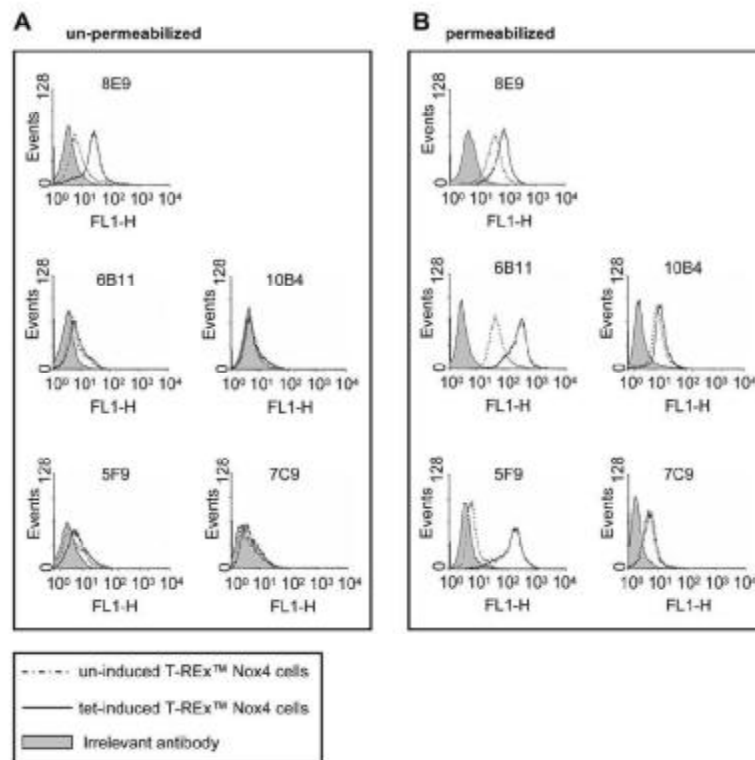 A
un-permeabilized
8E9
128
Events
0
10⁰ 10¹ 10² 10³ 10⁴
FL1-H
6B11
128
Events
0
10⁰ 10¹ 10² 10³ 10⁴
FL1-H
10B4
128
Events
0
10⁰ 10¹ 10² 10³ 10⁴
FL1-H
5F9
128
Events
0
10⁰ 10¹ 10² 10³ 10⁴
FL1-H
7C9
128
Events
0
10⁰ 10¹ 10² 10³ 10⁴
FL1-H
B
permeabilized
8E9
128
Events
0
10⁰ 10¹ 10² 10³ 10⁴
FL1-H
6B11
128
Events
0
10⁰ 10¹ 10² 10³ 10⁴
FL1-H
10B4
128
Events
0
10⁰ 10¹ 10² 10³ 10⁴
FL1-H
5F9
128
Events
0
10⁰ 10¹ 10² 10³ 10⁴
FL1-H
7C9
128
Events
0
10⁰ 10¹ 10² 10³ 10⁴
FL1-H
un-induced T-REx™ Nox4 cells
tet-induced T-REx™ Nox4 cells
Irrelevant antibody